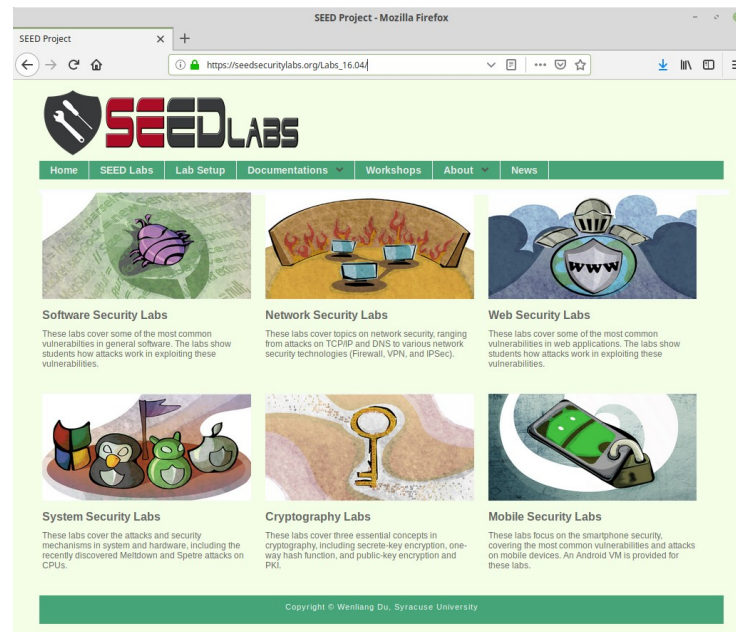 SEED Project - Mozilla Firefox
SEED Project
https://seedsecuritylabs.org/Labs_16.04/
SEEDLABS
Home SEED Labs Lab Setup Documentations Workshops About News
www
Software Security Labs
These labs cover some of the most common
vulnerabilities in general software. The labs show
students how attacks work in exploiting these
vulnerabilities.
Network Security Labs
These labs cover topics on network security, ranging
from attacks on TCP/IP and DNS to various network
security technologies (Firewall, VPN, and IPSec).
Web Security Labs
These labs cover some of the most common
vulnerabilities in web applications. The labs show
students how attacks work in exploiting these
vulnerabilities.
System Security Labs
These labs cover the attacks and security
mechanisms in system and hardware, including the
recently discovered Meltdown and Spetre attacks on
CPUs.
Cryptography Labs
These labs cover three essential concepts in
cryptography, including secrete-key encryption, one-
way hash function, and public-key encryption and
PKI.
Mobile Security Labs
These labs focus on the smartphone security,
covering the most common vulnerabilities and attacks
on mobile devices. An Android VM is provided for
these labs.
Copyright © Wenliang Du, Syracuse University